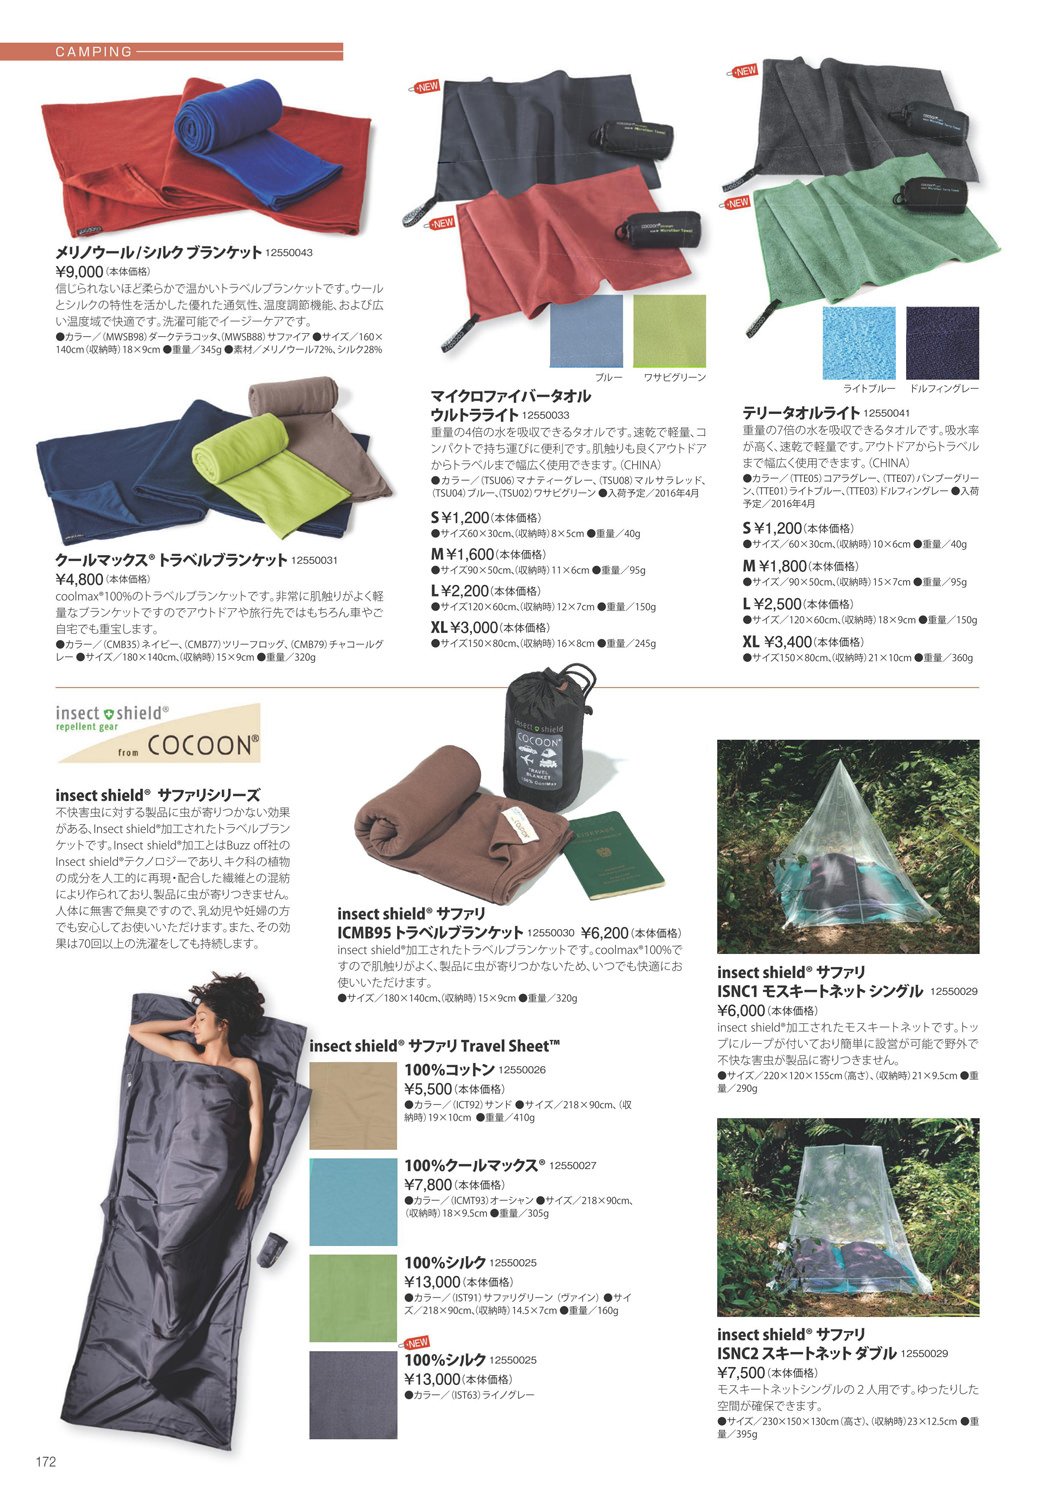 CAMPING
メリノウール/シルク ブランケット 12550043
¥9,000(本体価格)
信じられないほど柔らかで温かいトラベルブランケットです。ウール
とシルクの特性を活かした優れた通気性、温度調節機能、および広
い温度域で快適です。洗濯可能でイージーケアです。
●カラー／(MWSB98)ダークテラコッタ、(MWSB88)サファイア ●サイズ／160×
140cm(収納時)18×9cm ●重量／345g ●素材／メリノウール72%、シルク28%
クールマックス® トラベルブランケット 12550031
¥4,800(本体価格)
coolmax®100%のトラベルブランケットです。非常に肌触りがよく軽
量なブランケットですのでアウトドアや旅行先ではもちろん車やご
自宅でも重宝します。
●カラー／(CMB35)ネイビー、(CMB77)ツリーフロッグ、(CMB79)チャコールグ
レー ●サイズ／180×140cm、(収納時)15×9cm ●重量／320g
NEW
NEW
ブルー
ワサビグリーン
マイクロファイバータオル
ウルトラライト 12550033
重量の4倍の水を吸収できるタオルです。速乾で軽量、コ
ンパクトで持ち運びに便利です。肌触りも良くアウトドア
からトラベルまで幅広く使用できます。(CHINA)
●カラー／(TSU06)マナティーグレー、(TSU08)マルサラレッド、
(TSU04)ブルー、(TSU02)ワサビグリーン ●入荷予定／2016年4月
S ¥1,200(本体価格)
●サイズ60×30cm、(収納時)8×5cm ●重量／40g
M ¥1,600(本体価格)
●サイズ90×50cm、(収納時)11×6cm ●重量／95g
L ¥2,200(本体価格)
●サイズ120×60cm、(収納時)12×7cm ●重量／150g
XL ¥3,000(本体価格)
●サイズ150×80cm、(収納時)16×8cm ●重量／245g
NEW
NEW
ライトブルー
ドルフィングレー
テリータオルライト 12550041
重量の7倍の水を吸収できるタオルです。吸水率
が高く、速乾で軽量です。アウトドアからトラベル
まで幅広く使用できます。(CHINA)
●カラー／(TTE05)コアラグレー、(TTE07)バンブーグリー
ン、(TTE01)ライトブルー、(TTE03)ドルフィングレー ●入荷
予定／2016年4月
S ¥1,200(本体価格)
●サイズ／60×30cm、(収納時)10×6cm ●重量／40g
M ¥1,800(本体価格)
●サイズ／90×50cm、(収納時)15×7cm ●重量／95g
L ¥2,500(本体価格)
●サイズ／120×60cm、(収納時)18×9cm ●重量／150g
XL ¥3,400(本体価格)
●サイズ150×80cm、(収納時)21×10cm ●重量／360g
insect shield®
repellent gear
from COCOON®
insect shield® サファリシリーズ
不快害虫に対する製品に虫が寄りつかない効果
がある、Insect shield®加工されたトラベルブラン
ケットです。Insect shield®加工とはBuzz off社の
Insect shield®テクノロジーであり、キク科の植物
の成分を人工的に再現・配合した繊維との混紡
により作られており、製品に虫が寄りつきません。
人体に無害で無臭ですので、乳幼児や妊婦の方
でも安心してお使いいただけます。また、その効
果は70回以上の洗濯をしても持続します。
insect shield
COCOON
TRAVEL
BLANKET
100% CoolMax
insect shield® サファリ
ICMB95 トラベルブランケット 12550030 ¥6,200(本体価格)
insect shield®加工されたトラベルブランケットです。coolmax®100%で
すので肌触りがよく、製品に虫が寄りつかないため、いつでも快適にお
使いいただけます。
●サイズ／180×140cm、(収納時)15×9cm ●重量／320g
insect shield® サファリ Travel Sheet™
100%コットン 12550026
¥5,500(本体価格)
●カラー／(ICT92)サンド ●サイズ／218×90cm、(収
納時)19×10cm ●重量／410g
100%クールマックス® 12550027
¥7,800(本体価格)
●カラー／(ICMT93)オーシャン ●サイズ／218×90cm、
(収納時)18×9.5cm ●重量／305g
100%シルク 12550025
¥13,000(本体価格)
●カラー／(IST91)サファリグリーン(ヴァイン) ●サイ
ズ／218×90cm、(収納時)14.5×7cm ●重量／160g
NEW
100%シルク 12550025
¥13,000(本体価格)
●カラー／(IST63)ライノグレー
insect shield® サファリ
ISNC1 モスキートネット シングル 12550029
¥6,000(本体価格)
insect shield®加工されたモスキートネットです。トッ
プにループが付いており簡単に設営が可能で野外で
不快な害虫が製品に寄りつきません。
●サイズ／220×120×155cm(高さ)、(収納時)21×9.5cm ●重
量／290g
insect shield® サファリ
ISNC2 スキートネット ダブル 12550029
¥7,500(本体価格)
モスキートネットシングルの２人用です。ゆったりした
空間が確保できます。
●サイズ／230×150×130cm(高さ)、(収納時)23×12.5cm ●重
量／395g
172